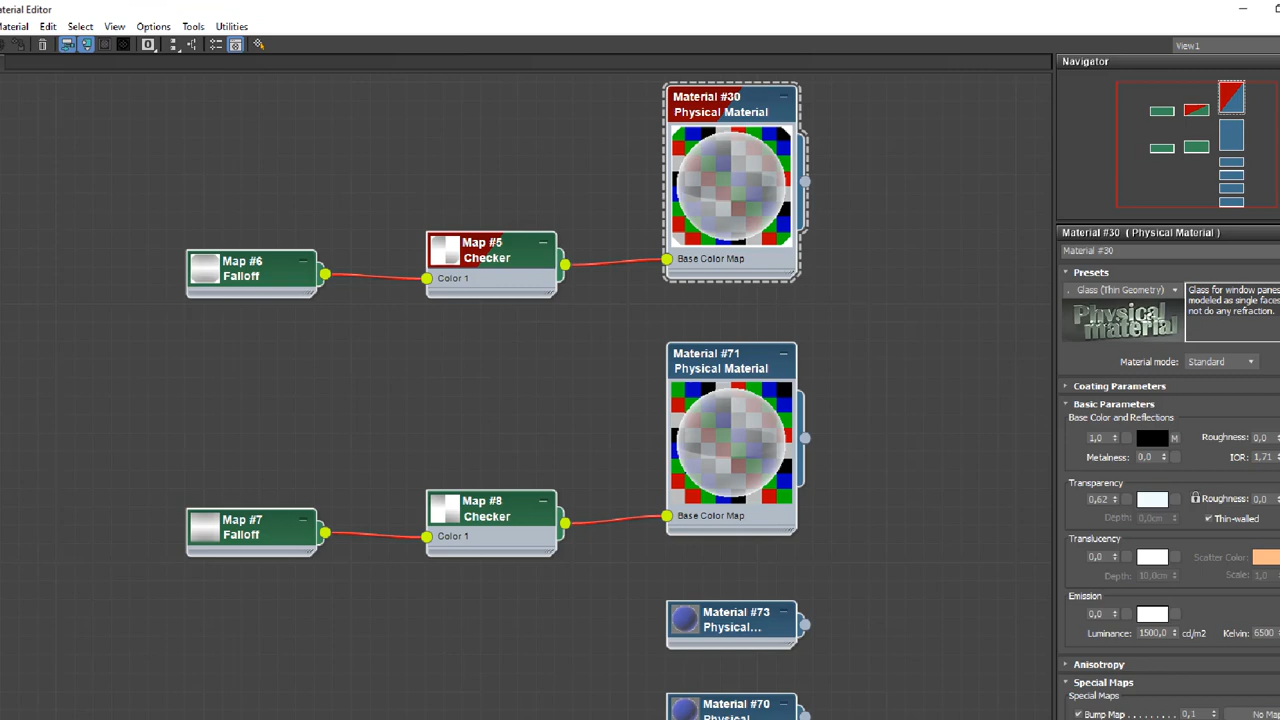 Material Editor
Material Edit Select View Options Tools Utilities
View1
Navigator
Material #30
Physical Material
Base Color Map
Map #5
Checker
Color 1
Map #6
Falloff
Material #71
Physical Material
Base Color Map
Map #8
Checker
Color 1
Map #7
Falloff
Material #73
Physical...
Material #70
Physical
Material #30 ( Physical Material )
Material #30
Presets
Glass (Thin Geometry)
Glass for window panes
modeled as single faces
not do any refraction.
Physical
material
Material mode: Standard
Coating Parameters
Basic Parameters
Base Color and Reflections
1,0 M Roughness: 0,0
Metalness: 0,0 IOR: 1,71
Transparency
0,62 Roughness: 0,0
Depth: 0,0cm Thin-walled
Translucency
0,0 Scatter Color:
Depth: 10,0cm Scale: 1,0
Emission
0,0
Luminance: 1500,0 cd/m2 Kelvin: 6500
Anisotropy
Special Maps
Special Maps
Bump Map . . . . . . . . 0,1 No Map